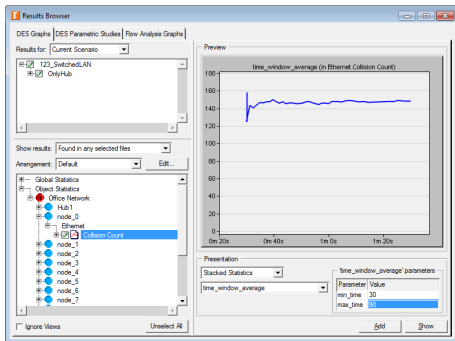 Results Browser
DES Graphs DES Parametric Studies Flow Analysis Graphs
Results for: Current Scenario
123_SwitchedLAN
OnlyHub
Show results: Found in any selected files
Arrangement: Default Edit...
Global Statistics
Object Statistics
Office Network
Hub1
node_0
Ethernet
Collision Count
node_1
node_2
node_3
node_4
node_5
node_6
node_7
Ignore Views Unselect All
Preview
time_window_average (in Ethernet.Collision Count)
180
160
140
120
100
80
60
40
20
0
0m 20s 0m 40s 1m 0s 1m 20s
Presentation
Stacked Statistics
time_window_average
'time_window_average' parameters
Parameter Value
min_time 30
max_time 90
Add Show